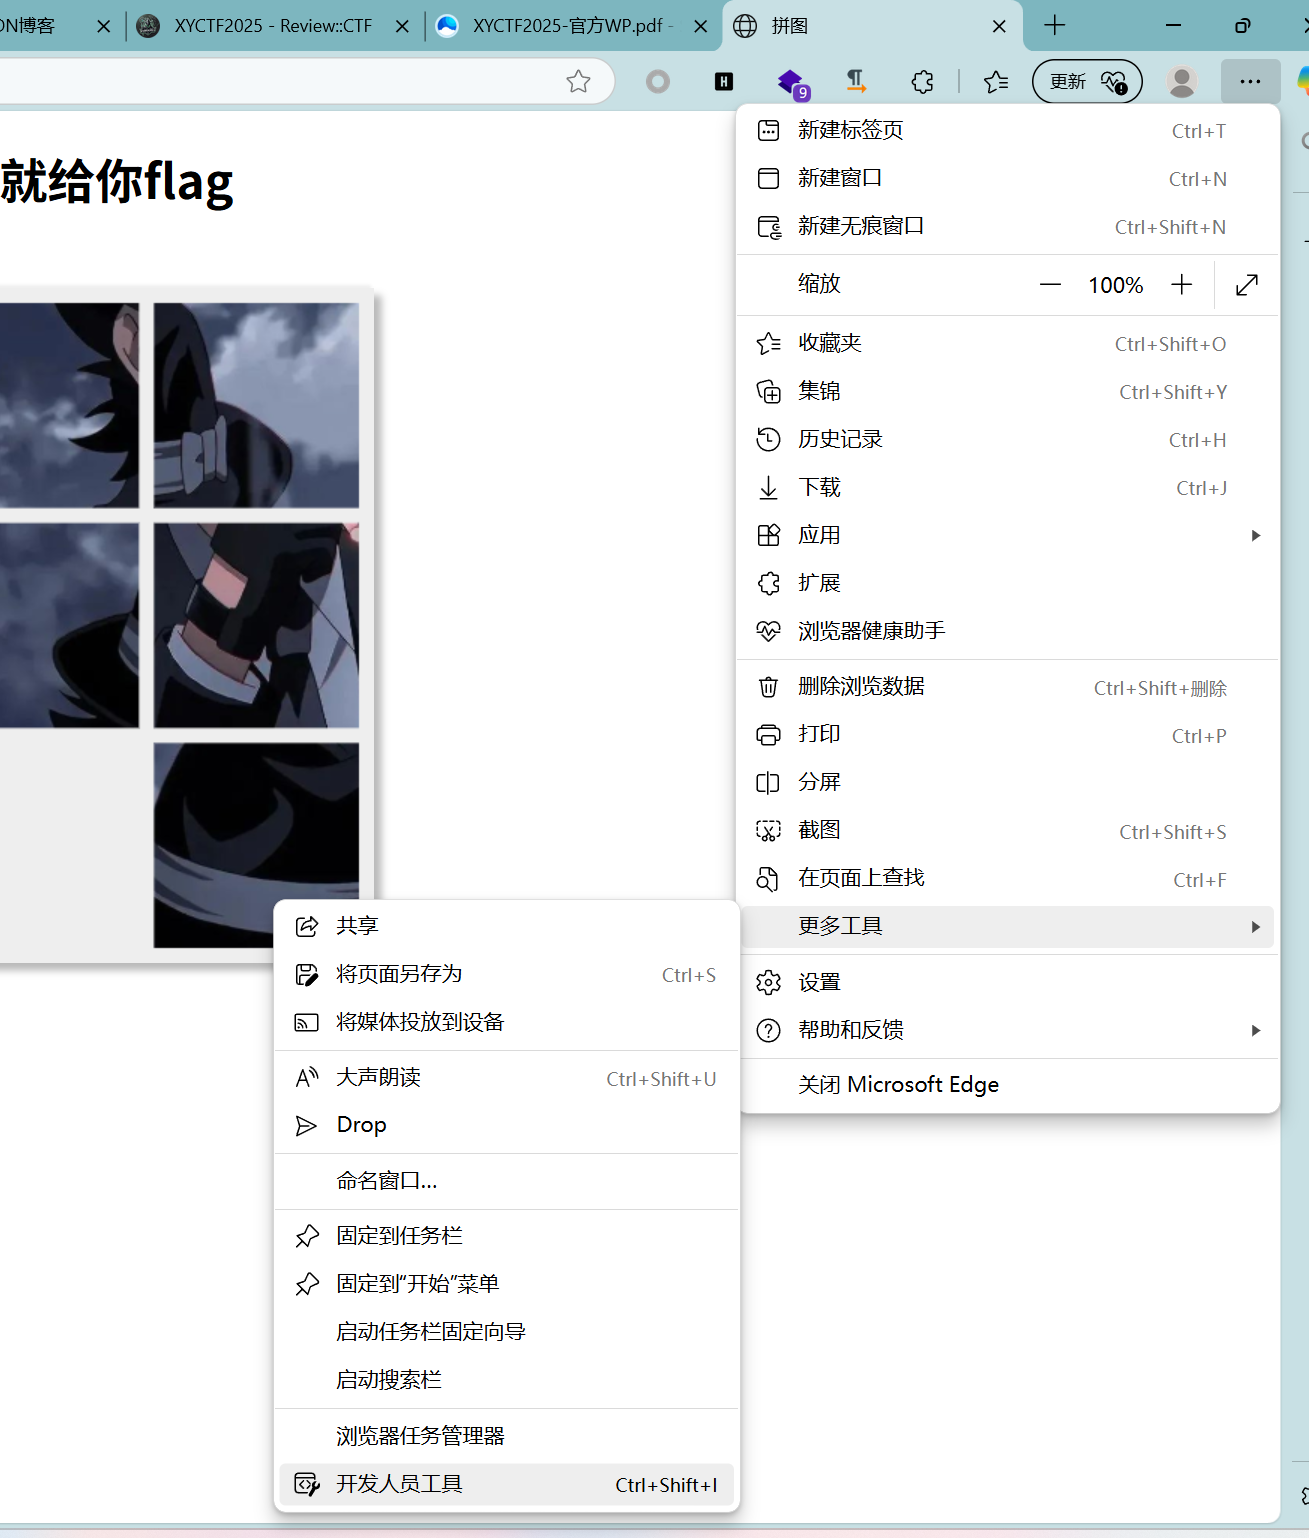 ON博客
XYCTF2025 - Review::CTF
XYCTF2025-官方WP.pdf -
拼图
H
9
更新
就给你flag
新建标签页 Ctrl+T
新建窗口 Ctrl+N
新建无痕窗口 Ctrl+Shift+N
缩放 100%
收藏夹 Ctrl+Shift+O
集锦 Ctrl+Shift+Y
历史记录 Ctrl+H
下载 Ctrl+J
应用
扩展
浏览器健康助手
删除浏览数据 Ctrl+Shift+删除
打印 Ctrl+P
分屏
截图 Ctrl+Shift+S
在页面上查找 Ctrl+F
更多工具
设置
帮助和反馈
关闭 Microsoft Edge
共享
将页面另存为 Ctrl+S
将媒体投放到设备
大声朗读 Ctrl+Shift+U
Drop
命名窗口...
固定到任务栏
固定到“开始”菜单
启动任务栏固定向导
启动搜索栏
浏览器任务管理器
开发人员工具 Ctrl+Shift+I